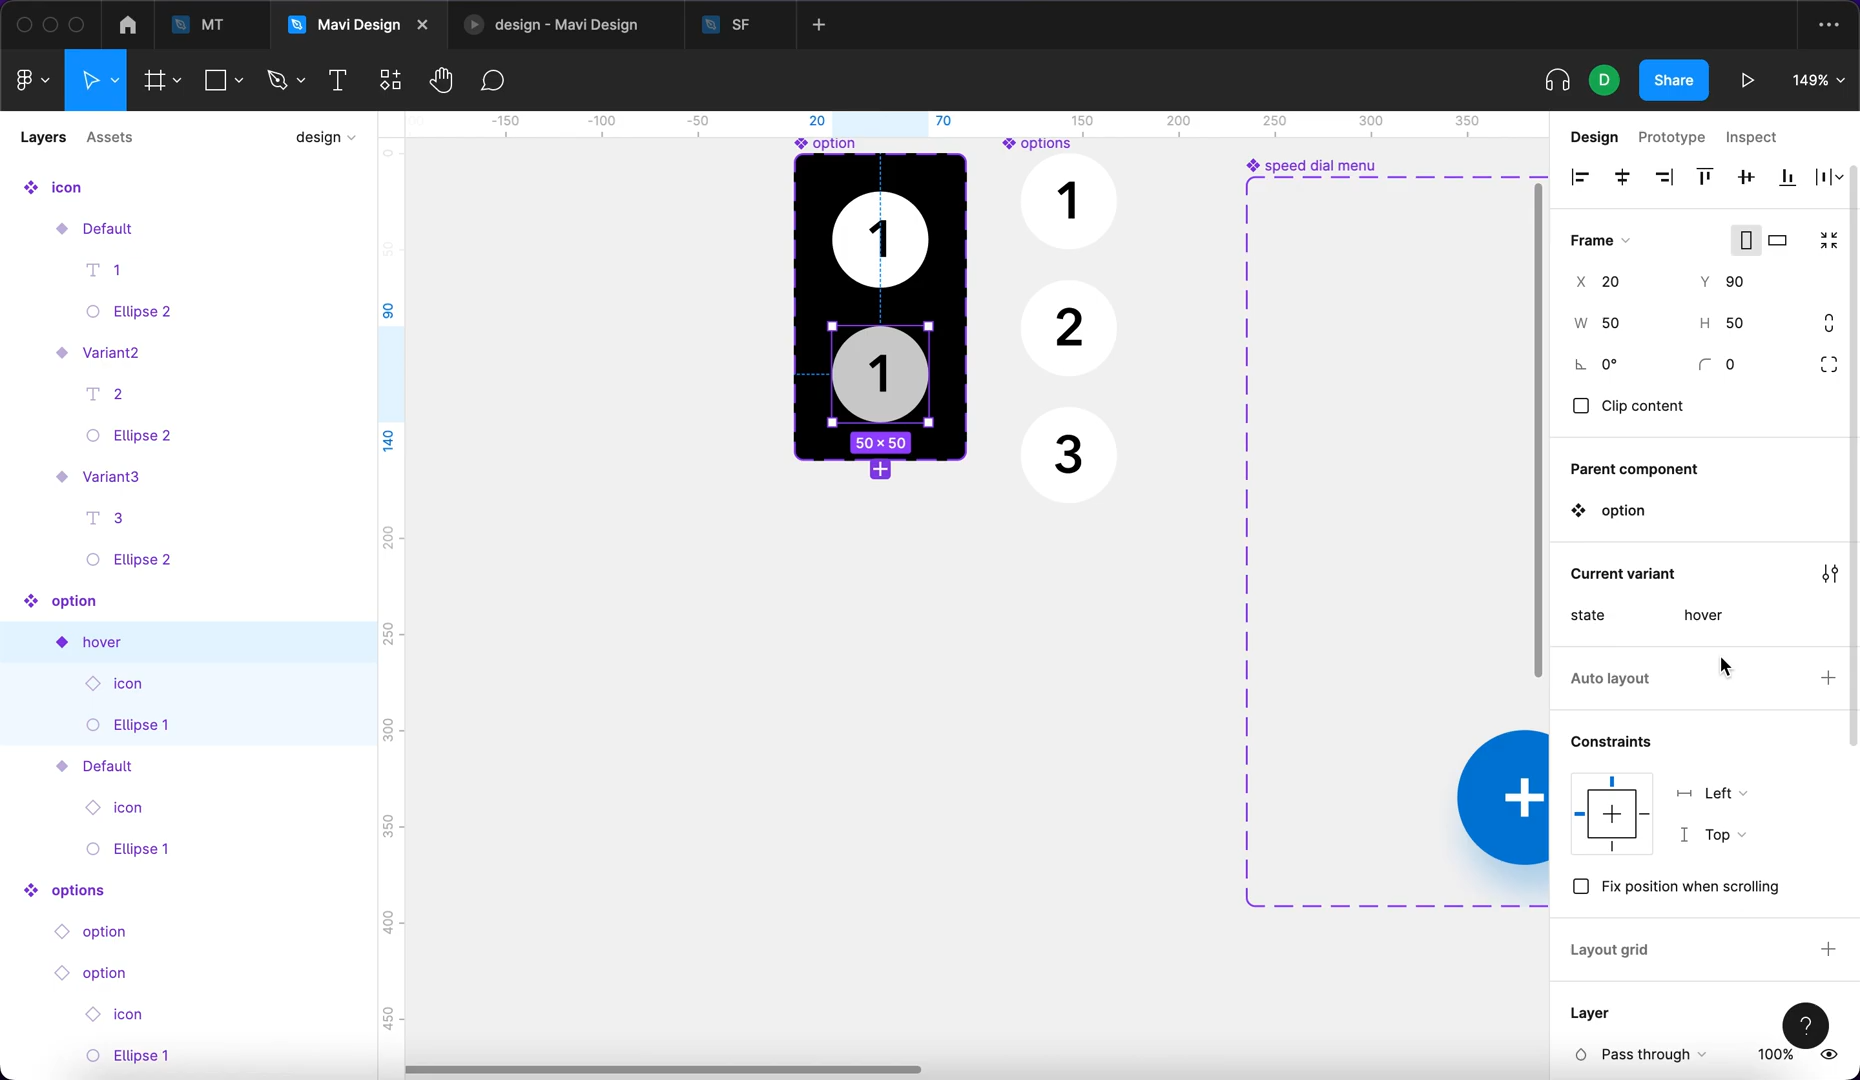 MT
Mavi Design
design - Mavi Design
SF
D
Share
149%
Layers
Assets
design
icon
Default
1
Ellipse 2
Variant2
2
Ellipse 2
Variant3
3
Ellipse 2
option
hover
icon
Ellipse 1
Default
icon
Ellipse 1
options
option
option
icon
Ellipse 1
-150
-100
-50
20
70
150
200
250
300
350
0
50
90
140
200
250
300
350
400
450
option
1
1
50 × 50
options
1
2
3
speed dial menu
Design
Prototype
Inspect
Frame
X 20
Y 90
W 50
H 50
0°
0
Clip content
Parent component
option
Current variant
state
hover
Auto layout
Constraints
Left
Top
Fix position when scrolling
Layout grid
Layer
?
Pass through
100%